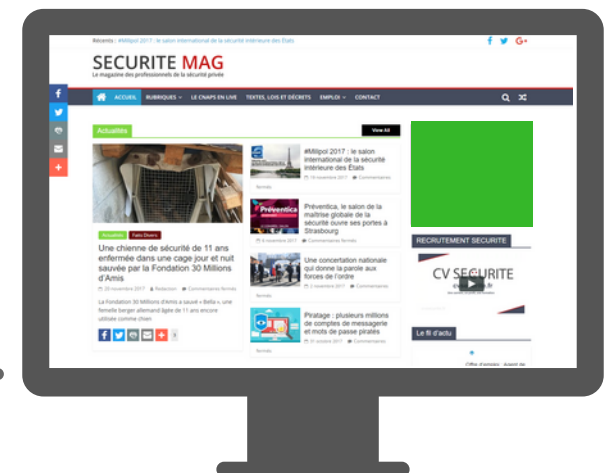 Récents : #Milipol 2017 : le salon international de la sécurité intérieure des États
SECURITE MAG
Le magazine des professionnels de la sécurité privée
ACCUEIL RUBRIQUES LE CNAPS EN LIVE TEXTES, LOIS ET DÉCRETS EMPLOI CONTACT
Actualités
View All
Actualités Faits Divers
Une chienne de sécurité de 11 ans
enfermée dans une cage jour et nuit
sauvée par la Fondation 30 Millions
d'Amis
20 novembre 2017 Redaction Commentaires fermés
La Fondation 30 Millions d'Amis a sauvé « Bella », une
femelle berger allemand âgée de 11 ans encore
utilisée comme chien
3
#Milipol 2017 : le salon
international de la sécurité
intérieure des États
16 novembre 2017 Commentaires
fermés
Préventica
Préventica, le salon de la
maîtrise globale de la
sécurité ouvre ses portes à
Strasbourg
6 novembre 2017 Commentaires fermés
Une concertation nationale
qui donne la parole aux
forces de l'ordre
2 novembre 2017 Commentaires
fermés
Piratage : plusieurs millions
de comptes de messagerie
et mots de passe piratés
31 octobre 2017 Commentaires
fermés
RECRUTEMENT SECURITE
CV SECURITE
Le fil d'actu
Offre d'emploi : Agent de